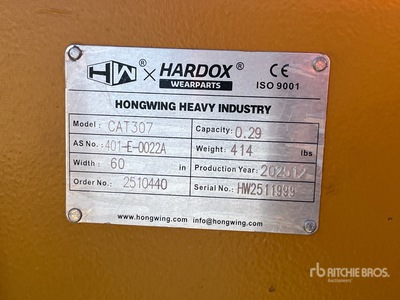 HW® × HARDOX® CE
WEARPARTS ISO 9001
HONGWING HEAVY INDUSTRY
Model: CAT307 Capacity: 0.29
AS No.: 401-E-0022A Weight: 414 lbs
Width: 60 in Production Year: 202512
Order No.: 2510440 Serial No.: HW2511999
www.hongwing.com / info@hongwing.com
rb RITCHIE BROS.
Auctioneers